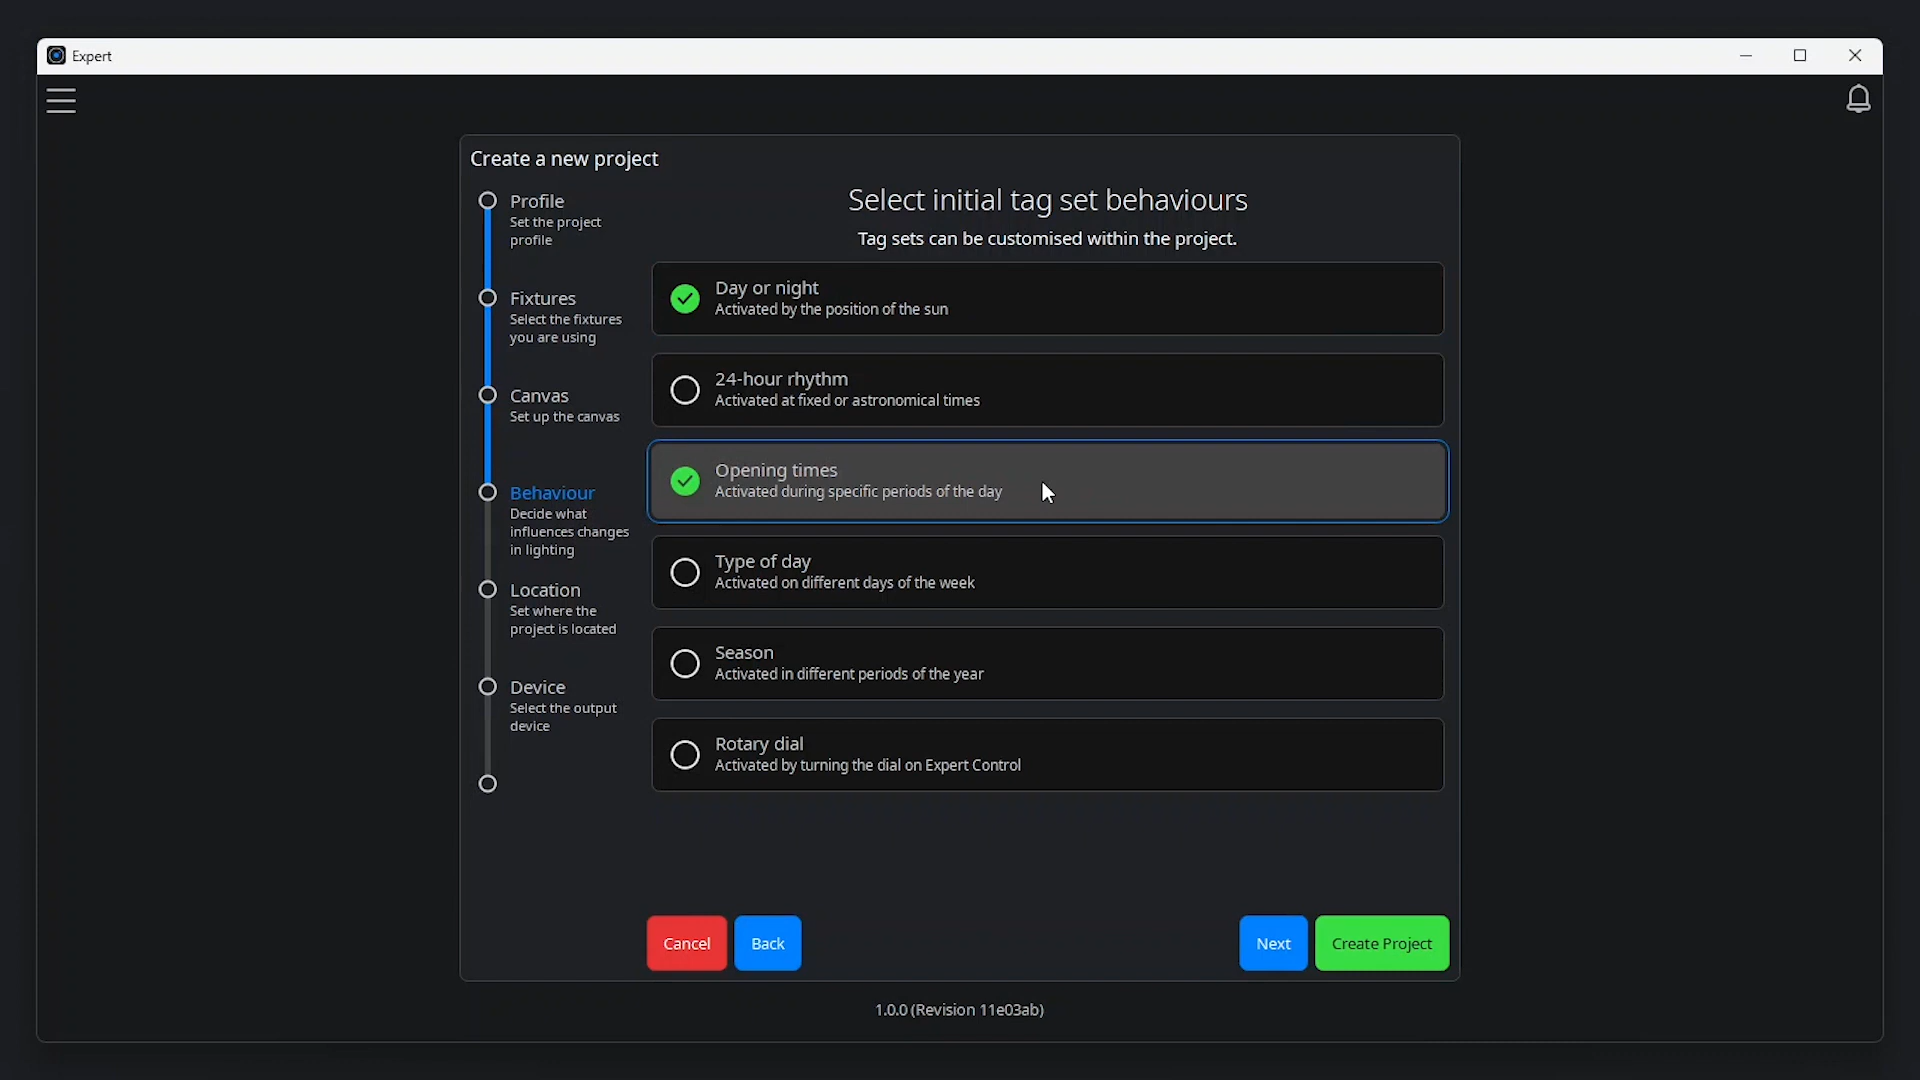 Expert
Create a new project
Profile
Set the project
profile
Fixtures
Select the fixtures
you are using
Canvas
Set up the canvas
Behaviour
Decide what
influences changes
in lighting
Location
Set where the
project is located
Device
Select the output
device
Select initial tag set behaviours
Tag sets can be customised within the project.
Day or night
Activated by the position of the sun
24-hour rhythm
Activated at fixed or astronomical times
Opening times
Activated during specific periods of the day
Type of day
Activated on different days of the week
Season
Activated in different periods of the year
Rotary dial
Activated by turning the dial on Expert Control
Cancel
Back
Next
Create Project
1.0.0 (Revision 11e03ab)